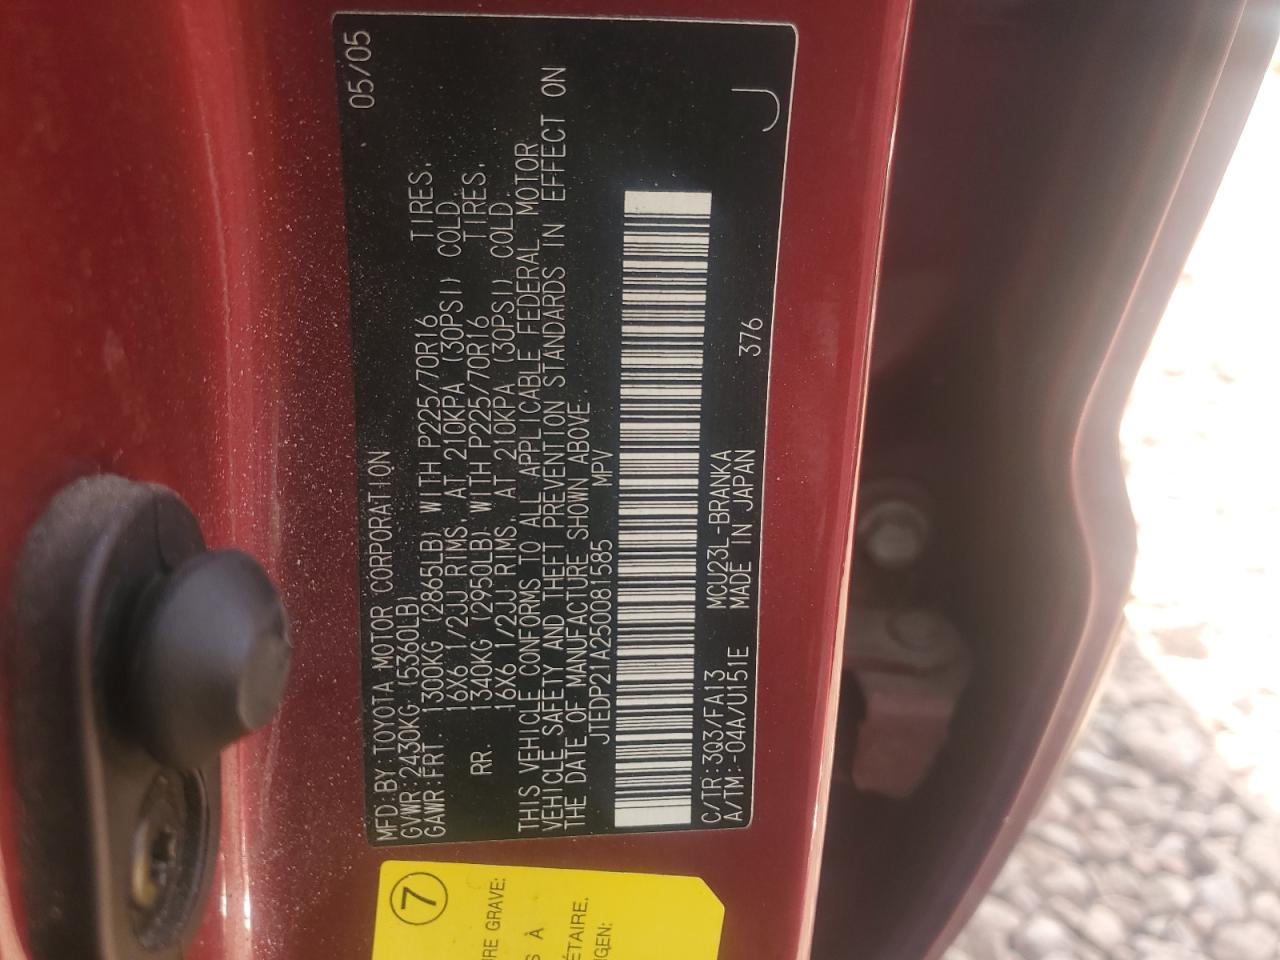 05/05
MFD.BY:TOYOTA MOTOR CORPORATION
GVWR:2430KG (5360LB)
GAWR:FRT. 1300KG (2865LB) WITH P225/70R16 TIRES,
16X6 1/2JJ RIMS, AT 210KPA (30PSI) COLD.
RR. 1340KG (2950LB) WITH P225/70R16 TIRES,
16X6 1/2JJ RIMS, AT 210KPA (30PSI) COLD.
THIS VEHICLE CONFORMS TO ALL APPLICABLE FEDERAL MOTOR
VEHICLE SAFETY AND THEFT PREVENTION STANDARDS IN EFFECT ON
THE DATE OF MANUFACTURE SHOWN ABOVE.
JTEDP21A250081585 MPV
C/TR:3Q3/FA13 MCU23L-BRANKA
A/TM:-04A/U151E MADE IN JAPAN 376
J
7
URE GRAVE:
À
ÉTAIRE.
IGEN: